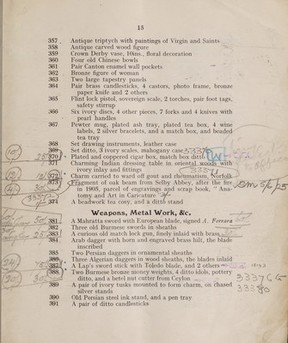 15
357 Antique triptych with paintings of Virgin and Saints
358 Antique carved wood figure
359 Crown Derby vase, 10ins., floral decoration
360 Four old Chinese bowls
361 Pair Canton enamel wall pockets
362 Bronze figure of woman
363 Two large tapestry panels
364 Pair brass candlesticks, 4 castors, photo frame, bronze
paper knife and 2 others
365 Flint lock pistol, sovereign scale, 2 torches, pair foot tags,
safety stirrup
366 Six ivory discs, 4 other pieces, 7 forks and 4 knives with
pearl handles
367 Pewter mug, plated ash tray, plated tea box, 4 wine
labels, 2 silver bracelets, and a match box, and beaded
tea tray
368 Set drawing instruments, leather case
369 Set ditto, 3 ivory scales, mahogany case
370 Plated and coppered cigar box, match box ditto
371 Charming Indian dressing table in oriental woods with
ivory inlay and fittings
372 Charm carried to ward off gout and rheumatism, Norfolk
373 Fragment of oak beam from Selby Abbey, after the fire
in 1905, parcel of engravings and scrap book, "Ana-
tomy and Art in Caricature"
374 A beadwork tea cosy, and a ditto stand
Weapons, Metal Work, &c.
381 A Mahratta sword with European blade, signed A. Ferrara
382 Three old Burmese swords in sheaths
383 A curious old match lock gun, finely inlaid with brass
384 Arab dagger with horn and engraved brass hilt, the blade
inscribed
385 Two Persian daggers in ornamental sheaths
386 Three Algerian daggers in wood sheaths, the blades inlaid
387 A Lap's sword stick with Toledo blade, and 2 others
388 Two Burmese bronze money weights, 4 ditto idols, pottery
ditto, and a betel nut cutter from Ceylon
389 A pair of ivory tusks mounted to form charm, on chased
silver stands
390 Old Persian steel ink stand, and a pen tray
391 A pair of ditto candlesticks